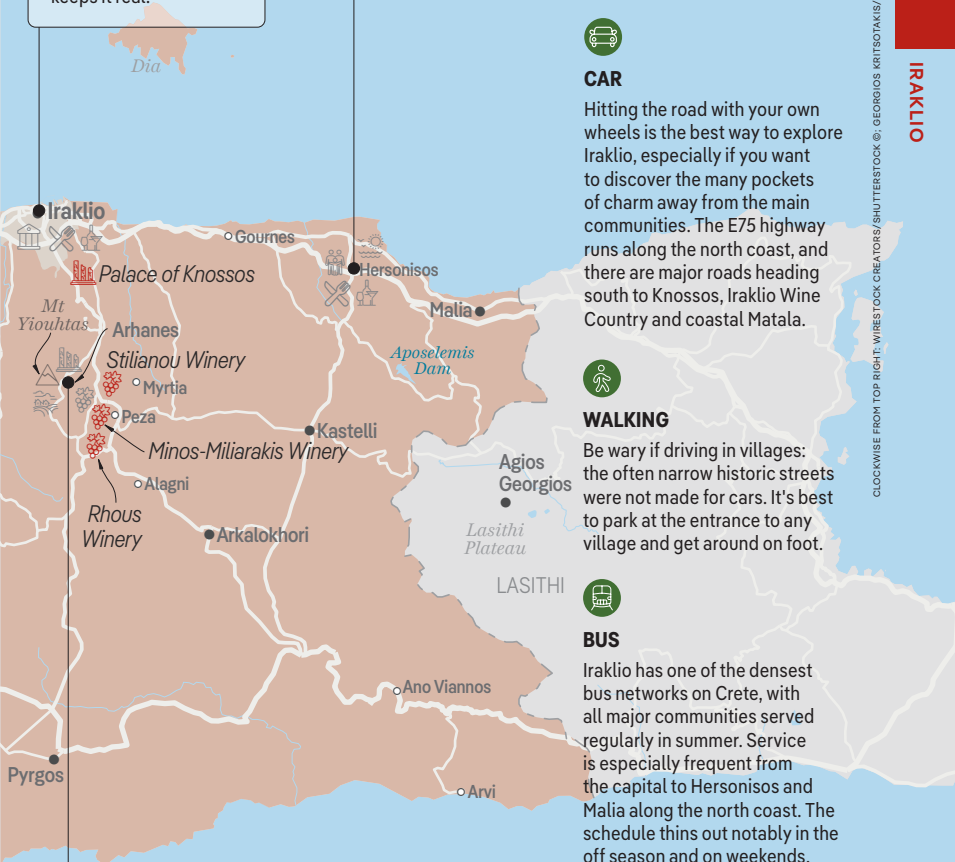 keeps it real.
Dia
Iraklio
Gournes
Hersonisos
Palace of Knossos
Malia
Mt
Yiouhtas
Arhanes
Stilianou Winery
Aposelemis
Dam
Myrtia
Peza
Kastelli
Minos-Miliarakis Winery
Agios
Georgios
Alagni
Rhous
Winery
Arkalokhori
Lasithi
Plateau
LASITHI
Ano Viannos
Pyrgos
Arvi
CAR
Hitting the road with your own
wheels is the best way to explore
Iraklio, especially if you want
to discover the many pockets
of charm away from the main
communities. The E75 highway
runs along the north coast, and
there are major roads heading
south to Knossos, Iraklio Wine
Country and coastal Matala.
WALKING
Be wary if driving in villages:
the often narrow historic streets
were not made for cars. It's best
to park at the entrance to any
village and get around on foot.
BUS
Iraklio has one of the densest
bus networks on Crete, with
all major communities served
regularly in summer. Service
is especially frequent from
the capital to Hersonisos and
Malia along the north coast. The
schedule thins out notably in the
off season and on weekends.
CLOCKWISE FROM TOP RIGHT: WIRESTOCK CREATORS/SHUTTERSTOCK ©; GEORGIOS KRITSOTAKIS/
IRAKLIO